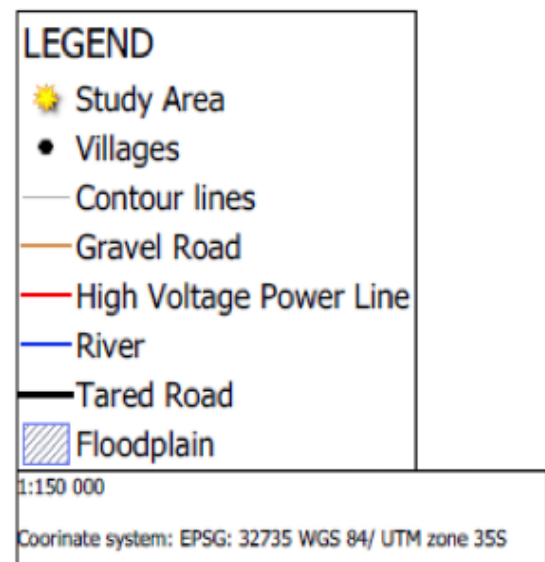 LEGEND
Study Area
Villages
Contour lines
Gravel Road
High Voltage Power Line
River
Tared Road
Floodplain
1:150 000
Coorinate system: EPSG: 32735 WGS 84/ UTM zone 35S